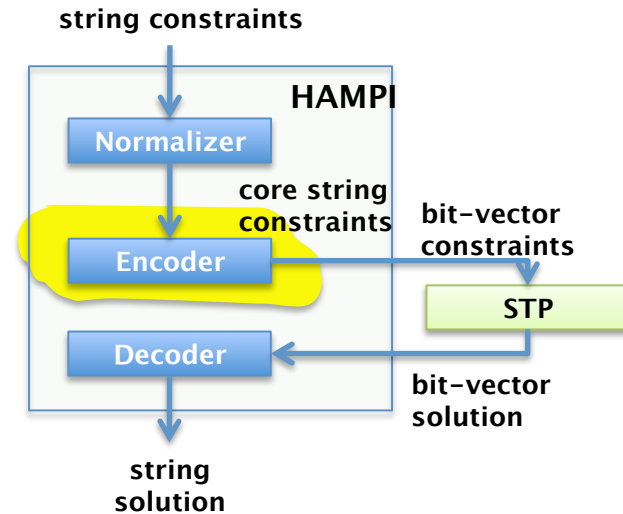 string constraints
HAMPI
Normalizer
core string
constraints
bit-vector
constraints
Encoder
STP
Decoder
bit-vector
solution
string
solution